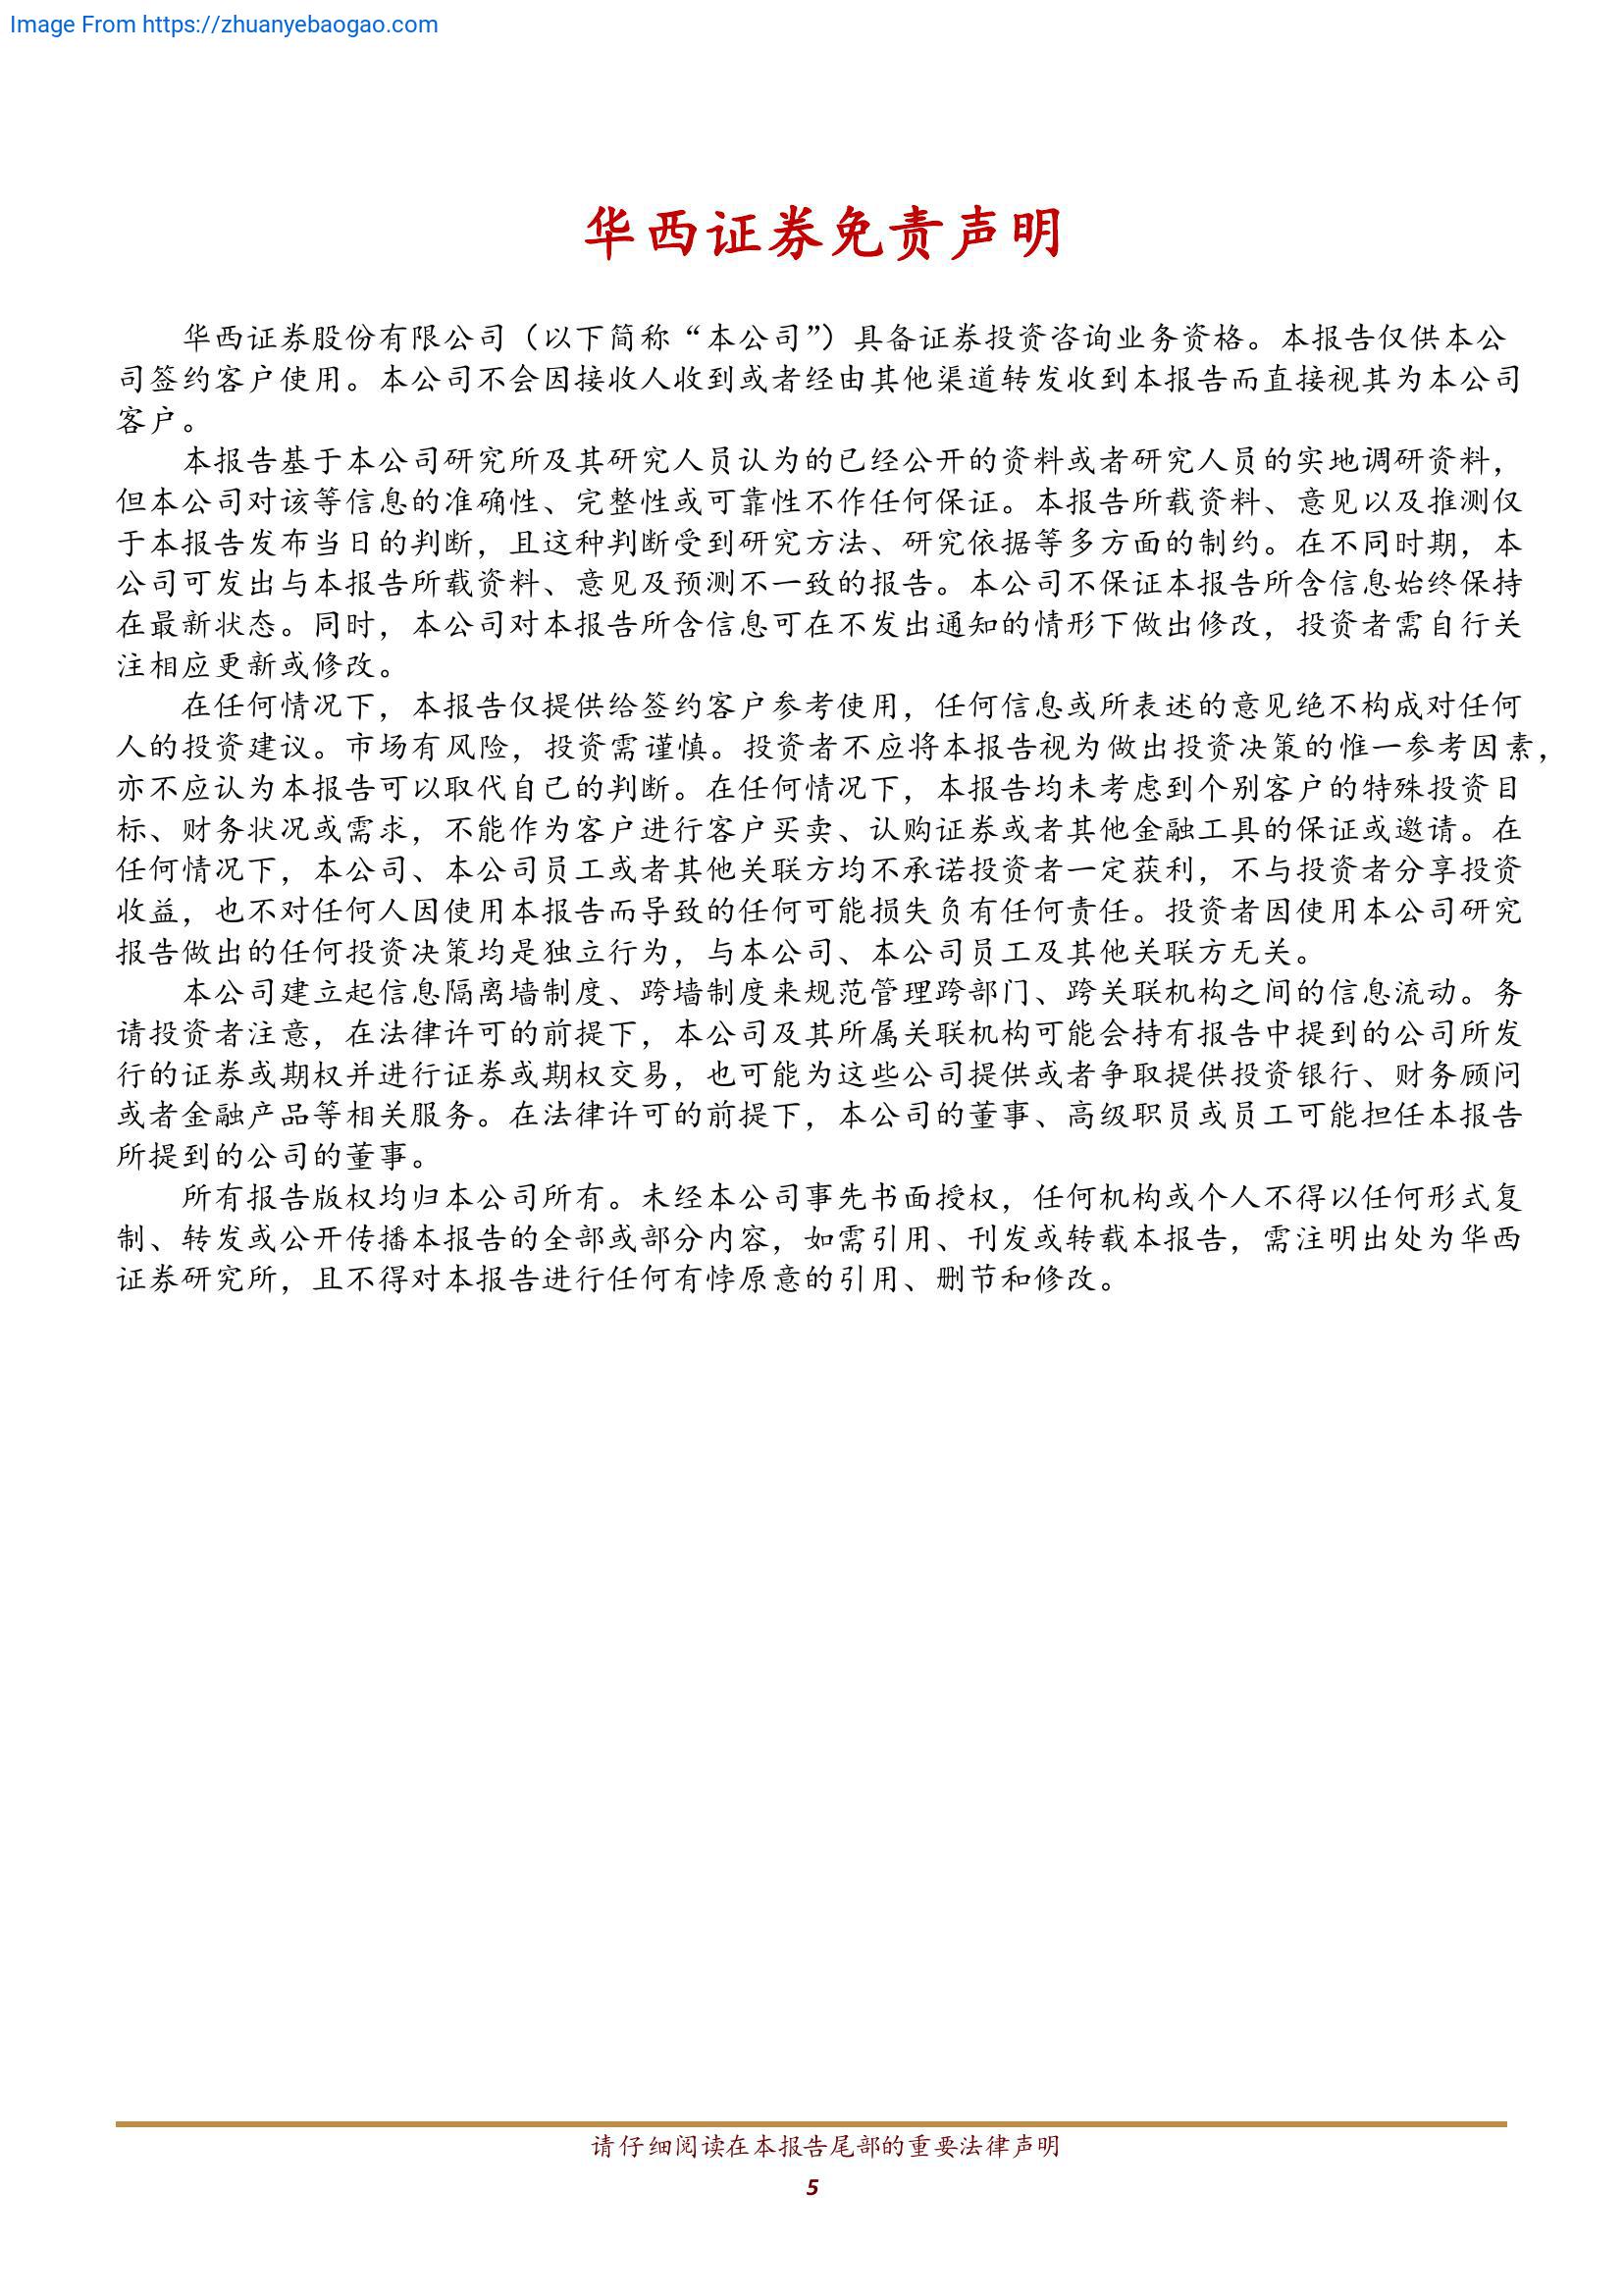 Image From https://zhuanyebaogao.com
华西证券免责声明
华西证券股份有限公司（以下简称“本公司”）具备证券投资咨询业务资格。本报告仅供本公
司签约客户使用。本公司不会因接收人收到或者经由其他渠道转发收到本报告而直接视其为本公司
客户。
本报告基于本公司研究所及其研究人员认为的已经公开的资料或者研究人员的实地调研资料，
但本公司对该等信息的准确性、完整性或可靠性不作任何保证。本报告所载资料、意见以及推测仅
于本报告发布当日的判断，且这种判断受到研究方法、研究依据等多方面的制约。在不同时期，本
公司可发出与本报告所载资料、意见及预测不一致的报告。本公司不保证本报告所含信息始终保持
在最新状态。同时，本公司对本报告所含信息可在不发出通知的情形下做出修改，投资者需自行关
注相应更新或修改。
在任何情况下，本报告仅提供给签约客户参考使用，任何信息或所表述的意见绝不构成对任何
人的投资建议。市场有风险，投资需谨慎。投资者不应将本报告视为做出投资决策的惟一参考因素，
亦不应认为本报告可以取代自己的判断。在任何情况下，本报告均未考虑到个别客户的特殊投资目
标、财务状况或需求，不能作为客户进行客户买卖、认购证券或者其他金融工具的保证或邀请。在
任何情况下，本公司、本公司员工或者其他关联方均不承诺投资者一定获利，不与投资者分享投资
收益，也不对任何人因使用本报告而导致的任何可能损失负有任何责任。投资者因使用本公司研究
报告做出的任何投资决策均是独立行为，与本公司、本公司员工及其他关联方无关。
本公司建立起信息隔离墙制度、跨墙制度来规范管理跨部门、跨关联机构之间的信息流动。务
请投资者注意，在法律许可的前提下，本公司及其所属关联机构可能会持有报告中提到的公司所发
行的证券或期权并进行证券或期权交易，也可能为这些公司提供或者争取提供投资银行、财务顾问
或者金融产品等相关服务。在法律许可的前提下，本公司的董事、高级职员或员工可能担任本报告
所提到的公司的董事。
所有报告版权均归本公司所有。未经本公司事先书面授权，任何机构或个人不得以任何形式复
制、转发或公开传播本报告的全部或部分内容，如需引用、刊发或转载本报告，需注明出处为华西
证券研究所，且不得对本报告进行任何有悖原意的引用、删节和修改。
请仔细阅读在本报告尾部的重要法律声明
5